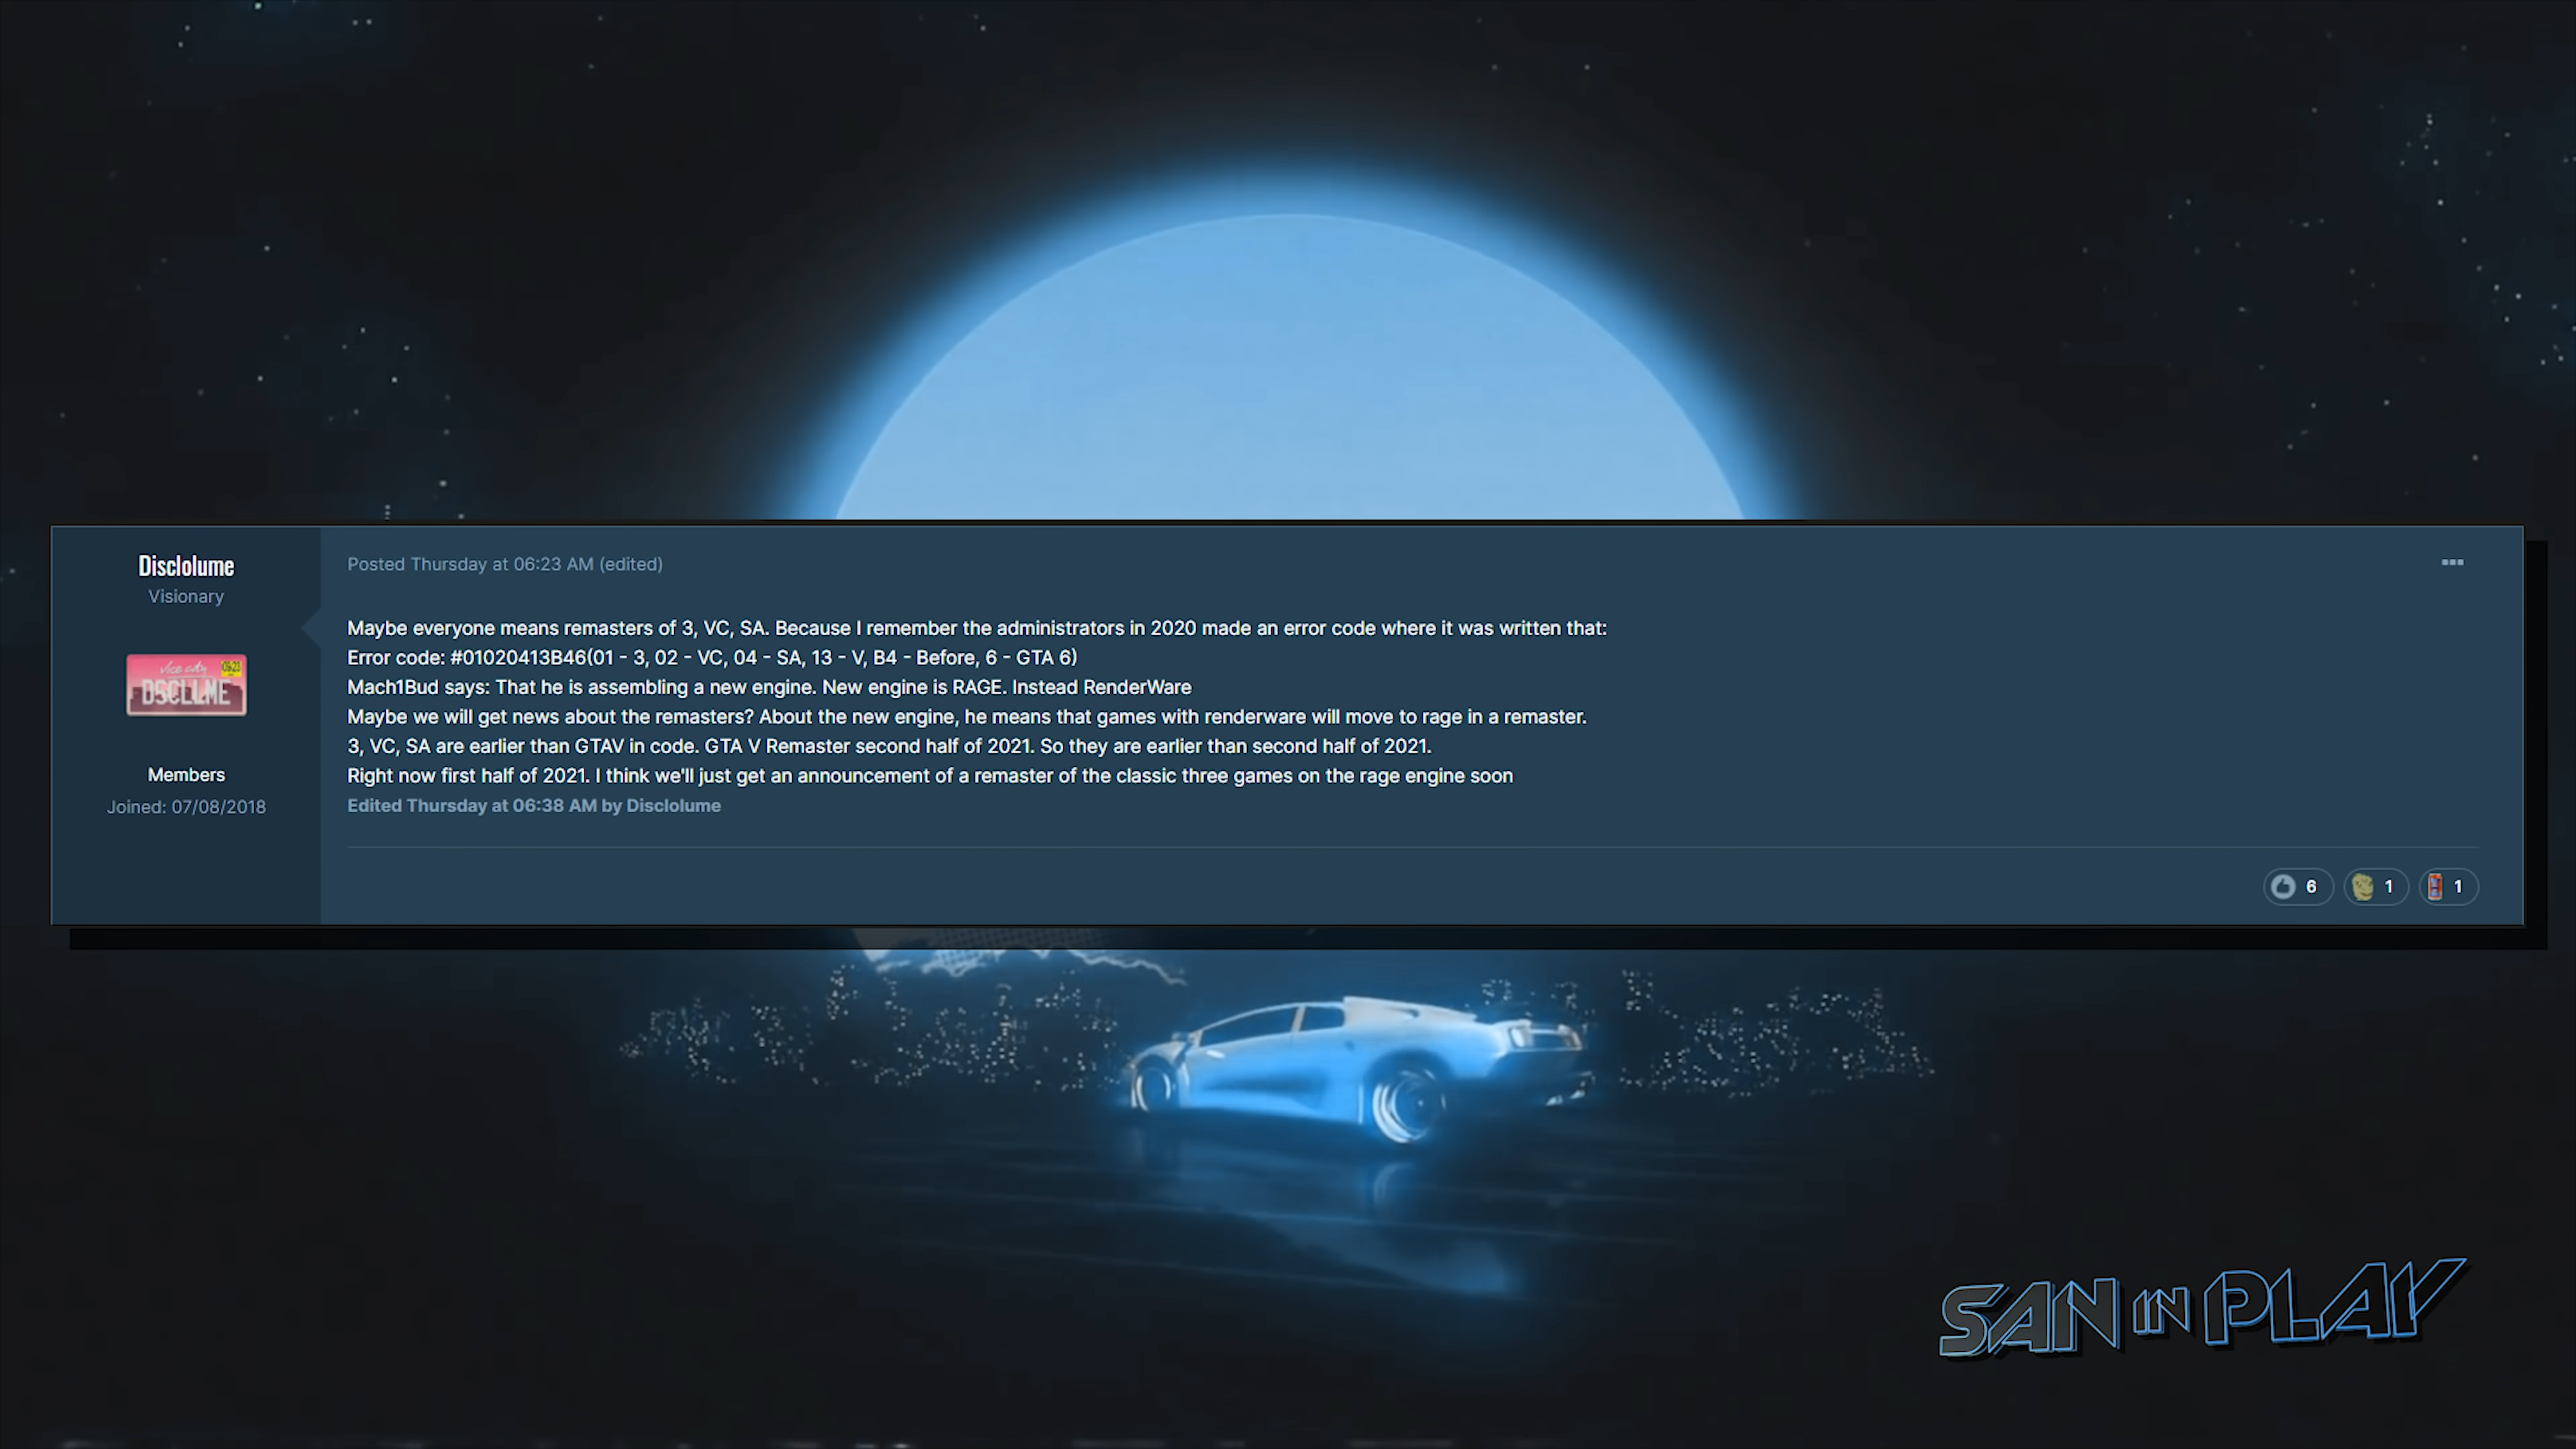 Disclolume
Visionary
vice city
09-23
DSCLLME
Members
Joined: 07/08/2018
Posted Thursday at 06:23 AM (edited)
Maybe everyone means remasters of 3, VC, SA. Because I remember the administrators in 2020 made an error code where it was written that:
Error code: #01020413B46(01 - 3, 02 - VC, 04 - SA, 13 - V, B4 - Before, 6 - GTA 6)
Mach1Bud says: That he is assembling a new engine. New engine is RAGE. Instead RenderWare
Maybe we will get news about the remasters? About the new engine, he means that games with renderware will move to rage in a remaster.
3, VC, SA are earlier than GTAV in code. GTA V Remaster second half of 2021. So they are earlier than second half of 2021.
Right now first half of 2021. I think we'll just get an announcement of a remaster of the classic three games on the rage engine soon
Edited Thursday at 06:38 AM by Disclolume
6
1
1
SAN IN PLAY